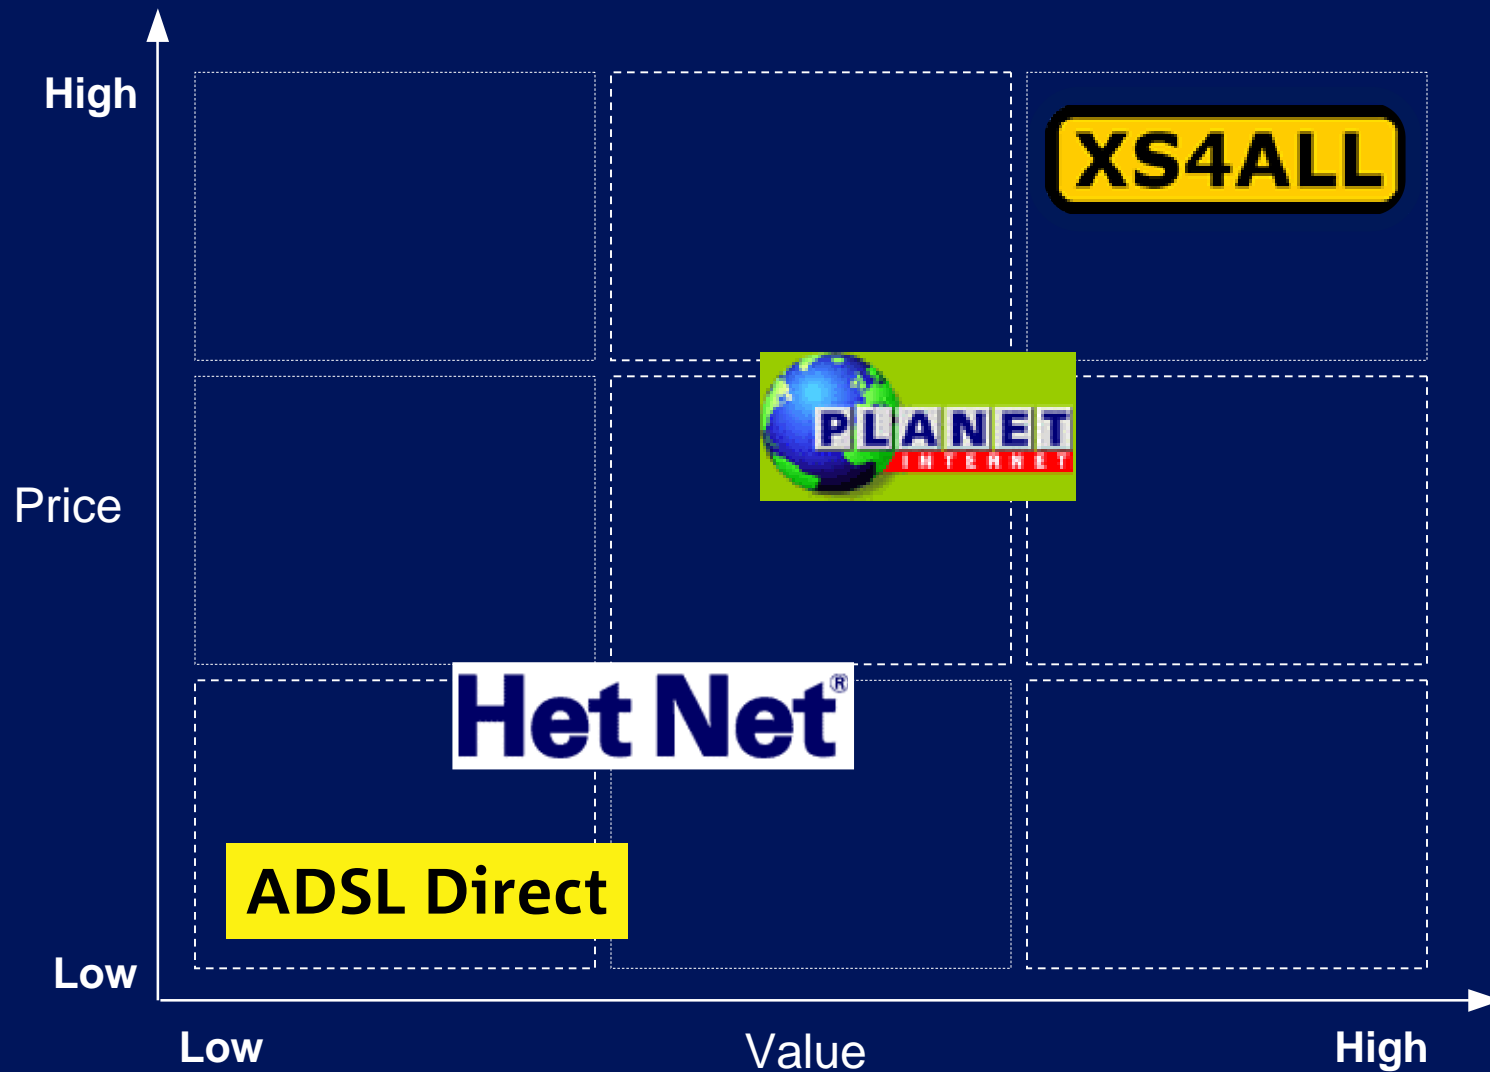 High
XS4ALL
PLANET
INTERNET
Price
Het Net®
ADSL Direct
Low
Low
Value
High